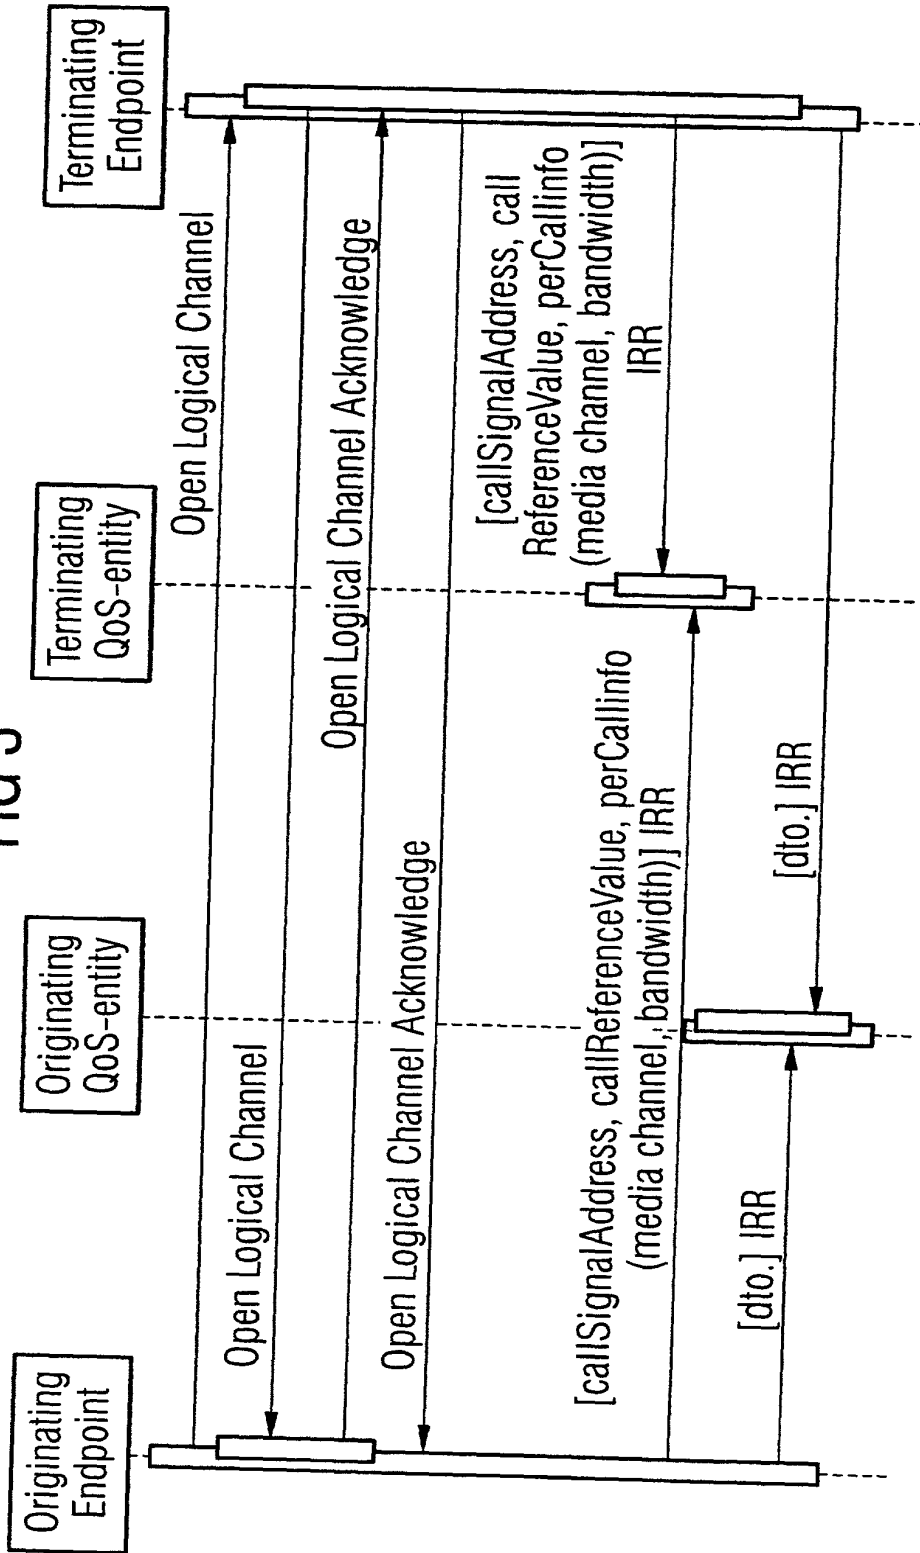 Originating
Endpoint
Originating
QoS-entity
Terminating
QoS-entity
Terminating
Endpoint
Open Logical Channel
Open Logical Channel
Open Logical Channel Acknowledge
Open Logical Channel Acknowledge
[callSignalAddress, call
ReferenceValue, perCallinfo
(media channel, bandwidth)]
IRR
[callSignalAddress, callReferenceValue, perCallinfo
(media channel, bandwidth)] IRR
[dto.] IRR
[dto.] IRR